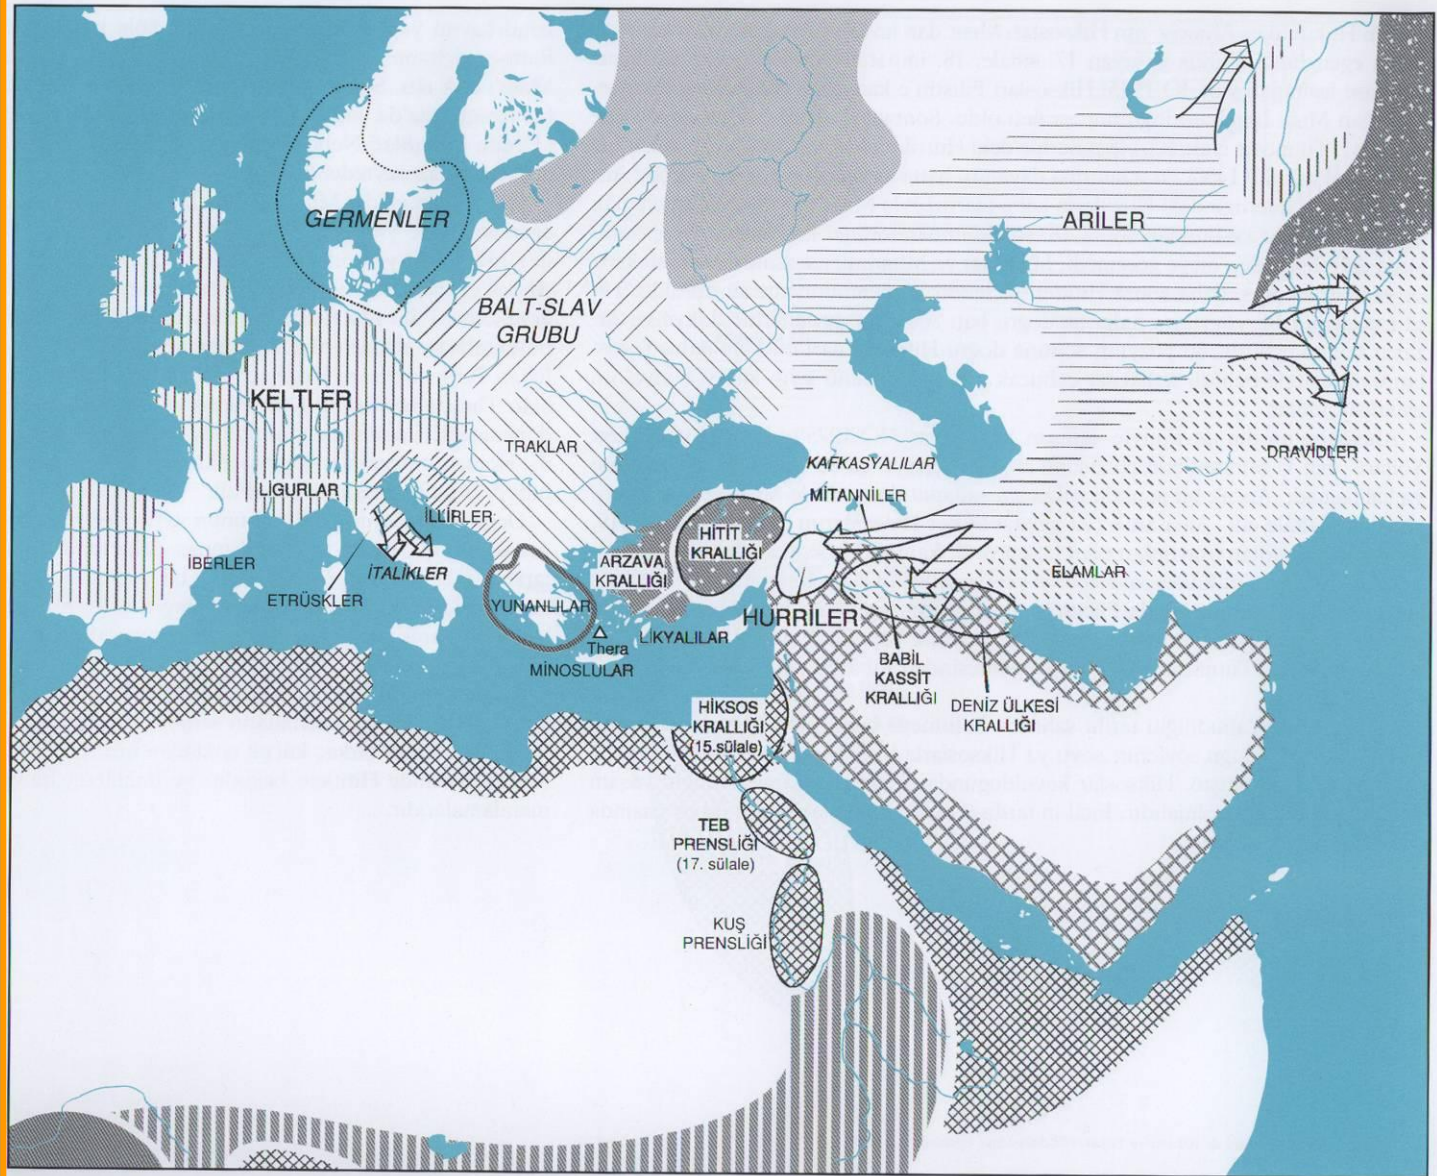 GERMENLER
ARİLER
BALT-SLAV
GRUBU
KELTLER
TRAKLAR
DRAVİDLER
KAFKASYALILAR
LİGURLAR
MİTANNİLER
İLLİRLER
HİTİT
KRALLIĞI
İBERLER
ARZAVA
KRALLIĞI
İTALİKLER
ELAMLAR
ETRÜSKLER
YUNANLILAR
HURRİLER
LİKYALILAR
Thera
MİNOSLULAR
BABİL
KASSİT
KRALLIĞI
DENİZ ÜLKESİ
KRALLIĞI
HİKSOS
KRALLIĞI
(15.sülale)
TEB
PRENSLİĞİ
(17. sülale)
KUŞ
PRENSLİĞİ